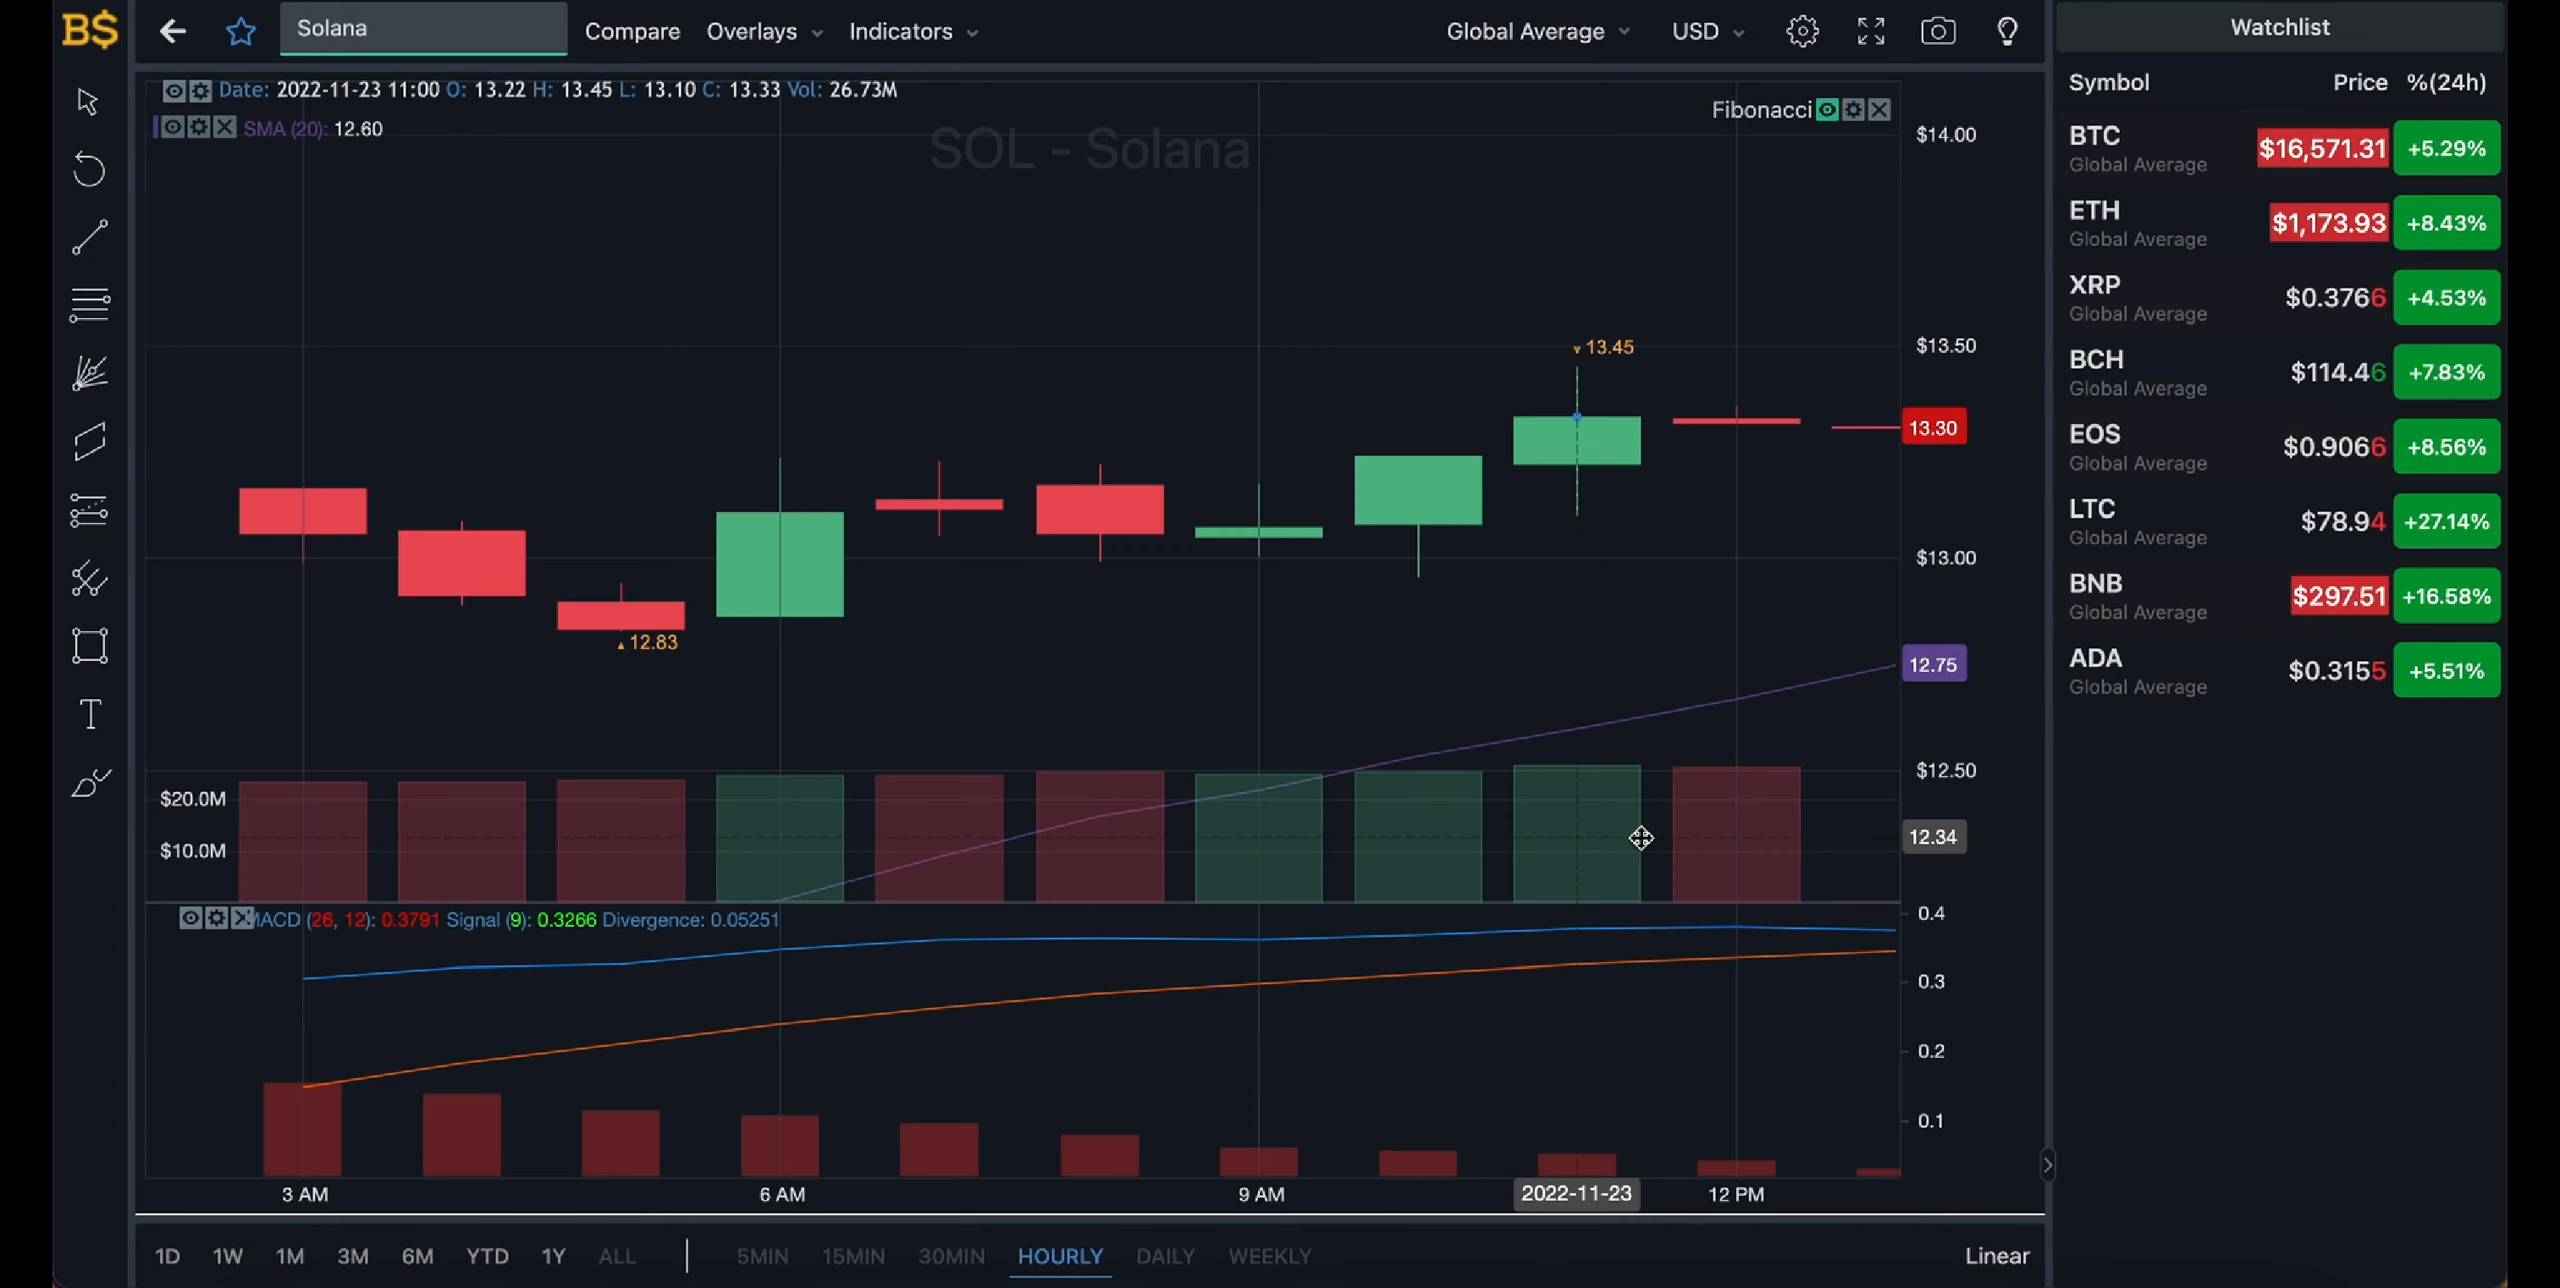 B$
Solana
Compare
Overlays
Indicators
Global Average
USD
Date: 2022-11-23 11:00 O: 13.22 H: 13.45 L: 13.10 C: 13.33 Vol: 26.73M
SMA (20): 12.60
Fibonacci
SOL - Solana
$14.00
$13.50
13.45
13.30
$13.00
12.83
12.75
$12.50
12.34
$20.0M
$10.0M
MACD (26, 12): 0.3791 Signal (9): 0.3266 Divergence: 0.05251
0.4
0.3
0.2
0.1
3 AM
6 AM
9 AM
2022-11-23
12 PM
1D 1W 1M 3M 6M YTD 1Y ALL
5MIN 15MIN 30MIN HOURLY DAILY WEEKLY
Linear
Watchlist
Symbol Price %(24h)
BTC $16,571.31 +5.29%
Global Average
ETH $1,173.93 +8.43%
Global Average
XRP $0.3766 +4.53%
Global Average
BCH $114.46 +7.83%
Global Average
EOS $0.9066 +8.56%
Global Average
LTC $78.94 +27.14%
Global Average
BNB $297.51 +16.58%
Global Average
ADA $0.3155 +5.51%
Global Average